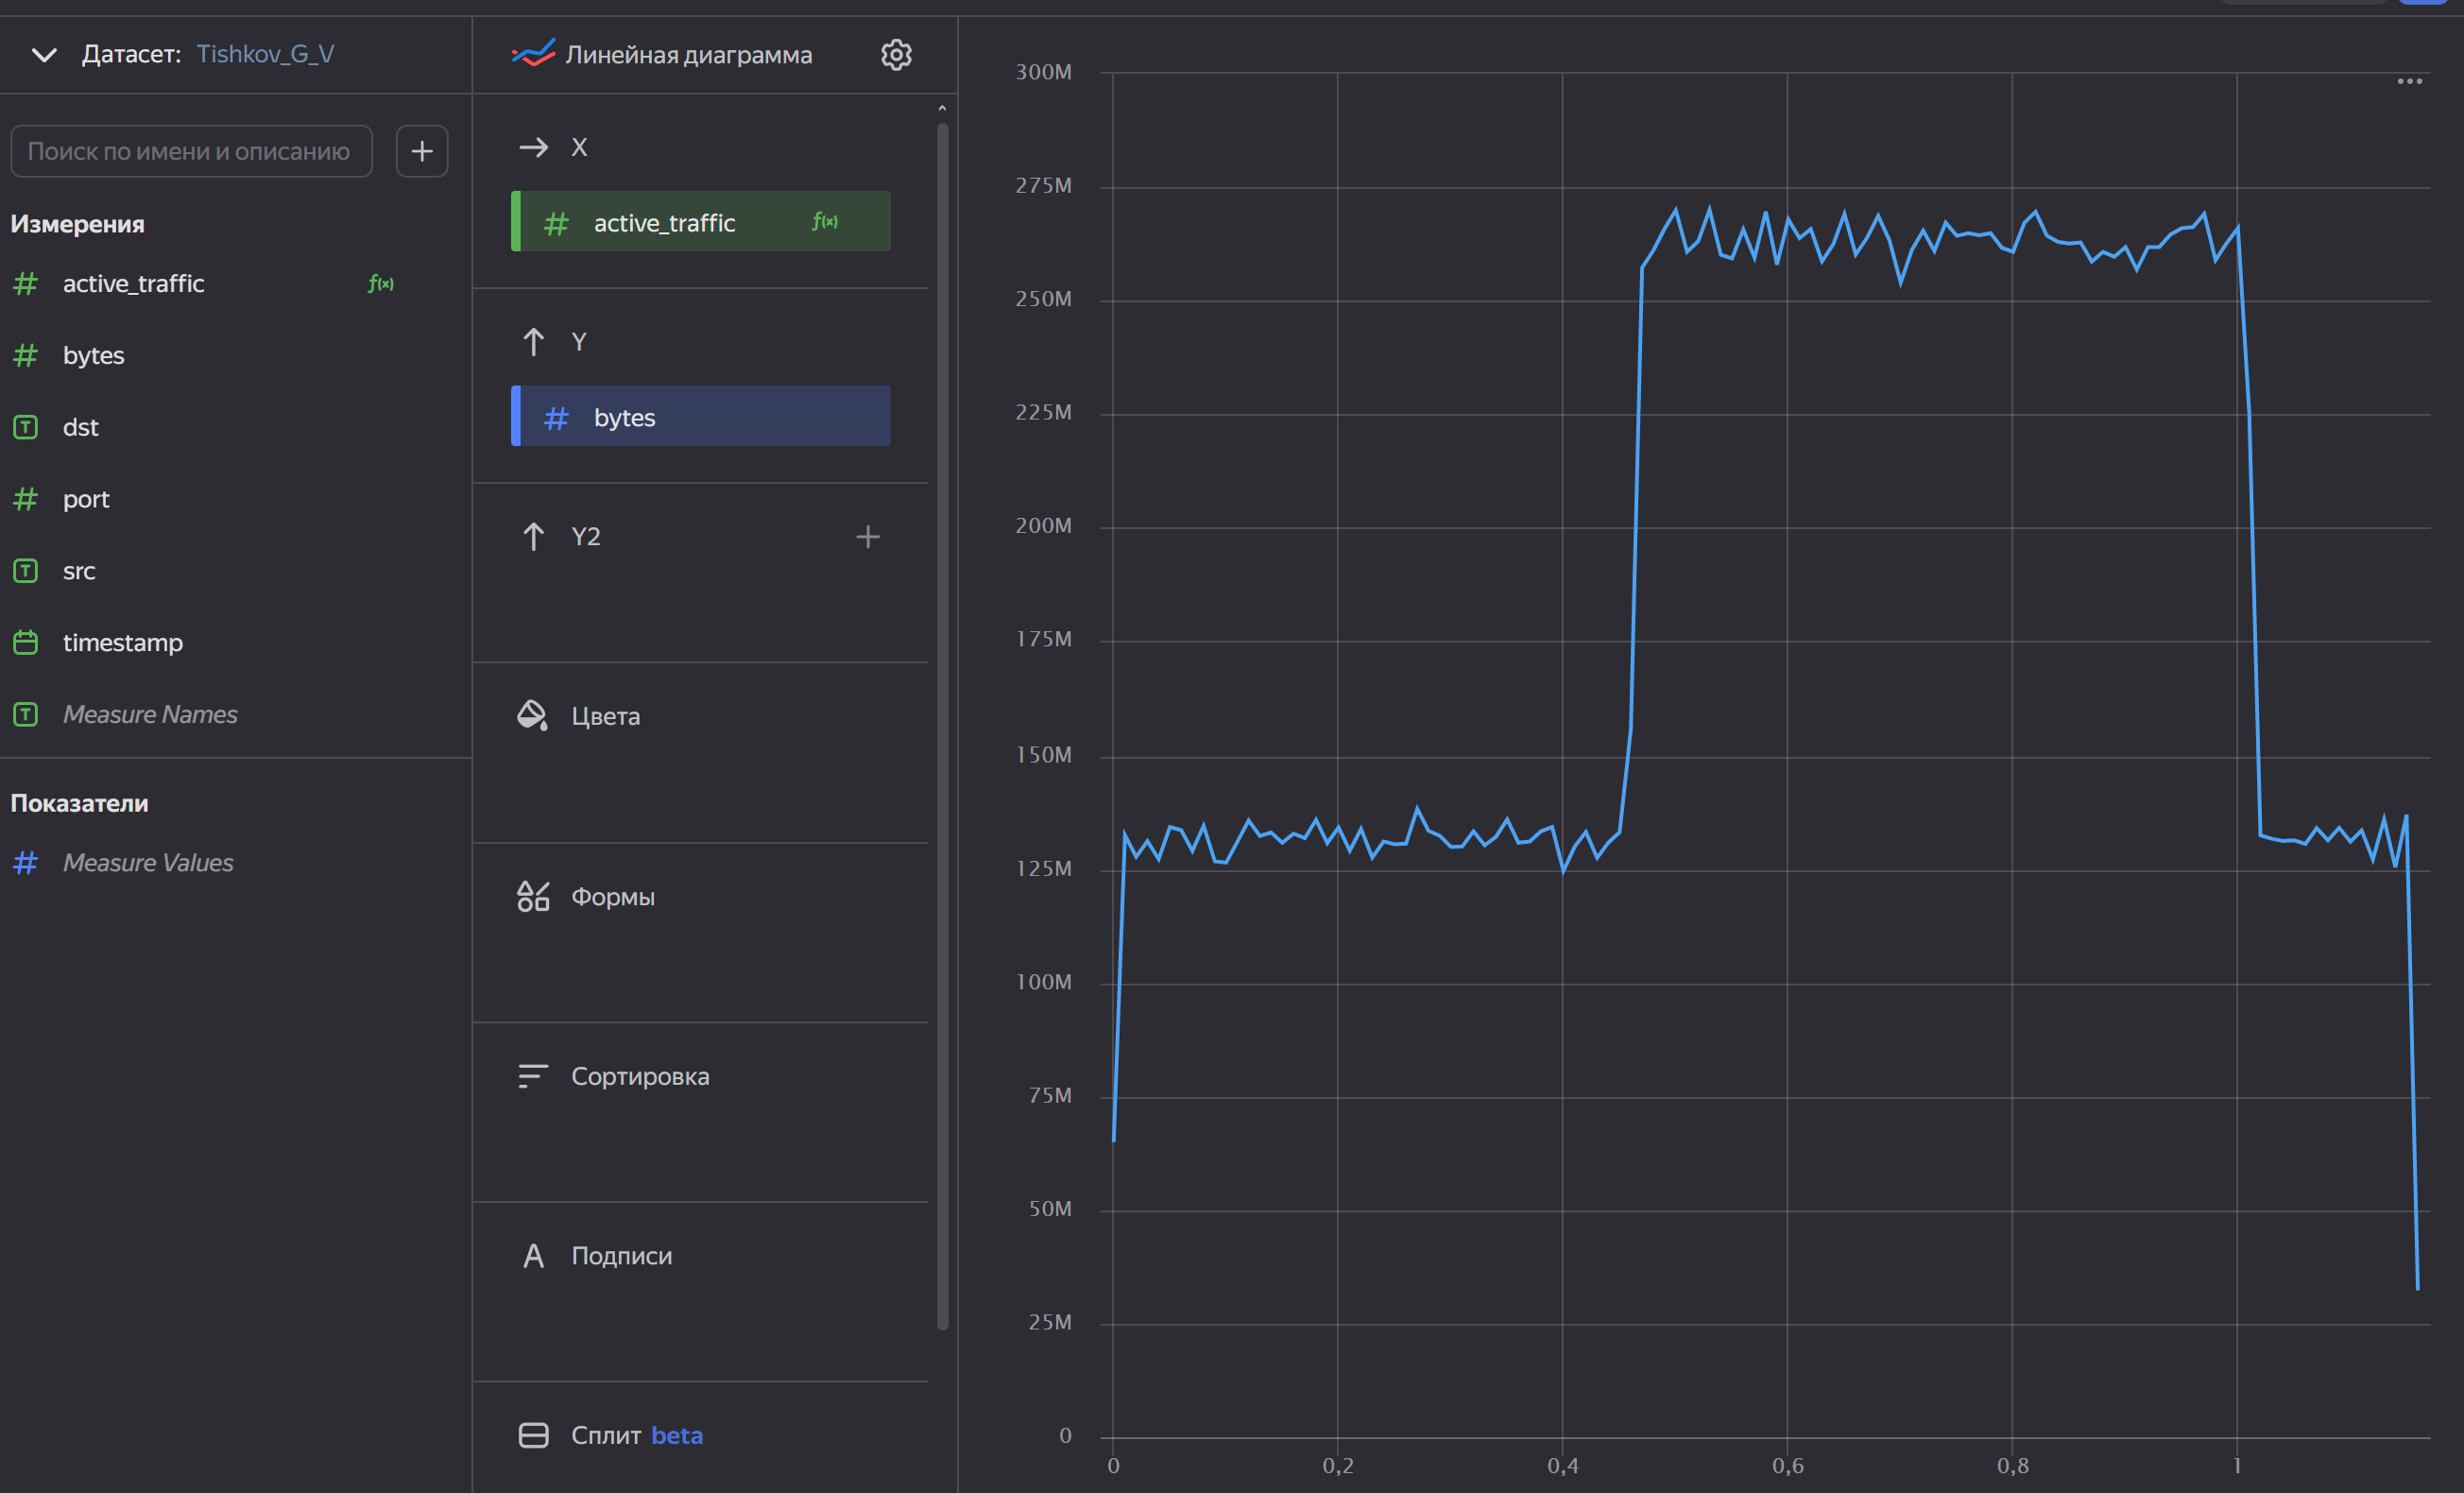 Датасет: Tishkov_G_V
Поиск по имени и описанию
Измерения
active_traffic
bytes
dst
port
src
timestamp
Measure Names
Показатели
Measure Values
Линейная диаграмма
X
active_traffic
Y
bytes
Y2
Цвета
Формы
Сортировка
Подписи
Сплит beta
300M
275M
250M
225M
200M
175M
150M
125M
100M
75M
50M
25M
0
0 0,2 0,4 0,6 0,8 1